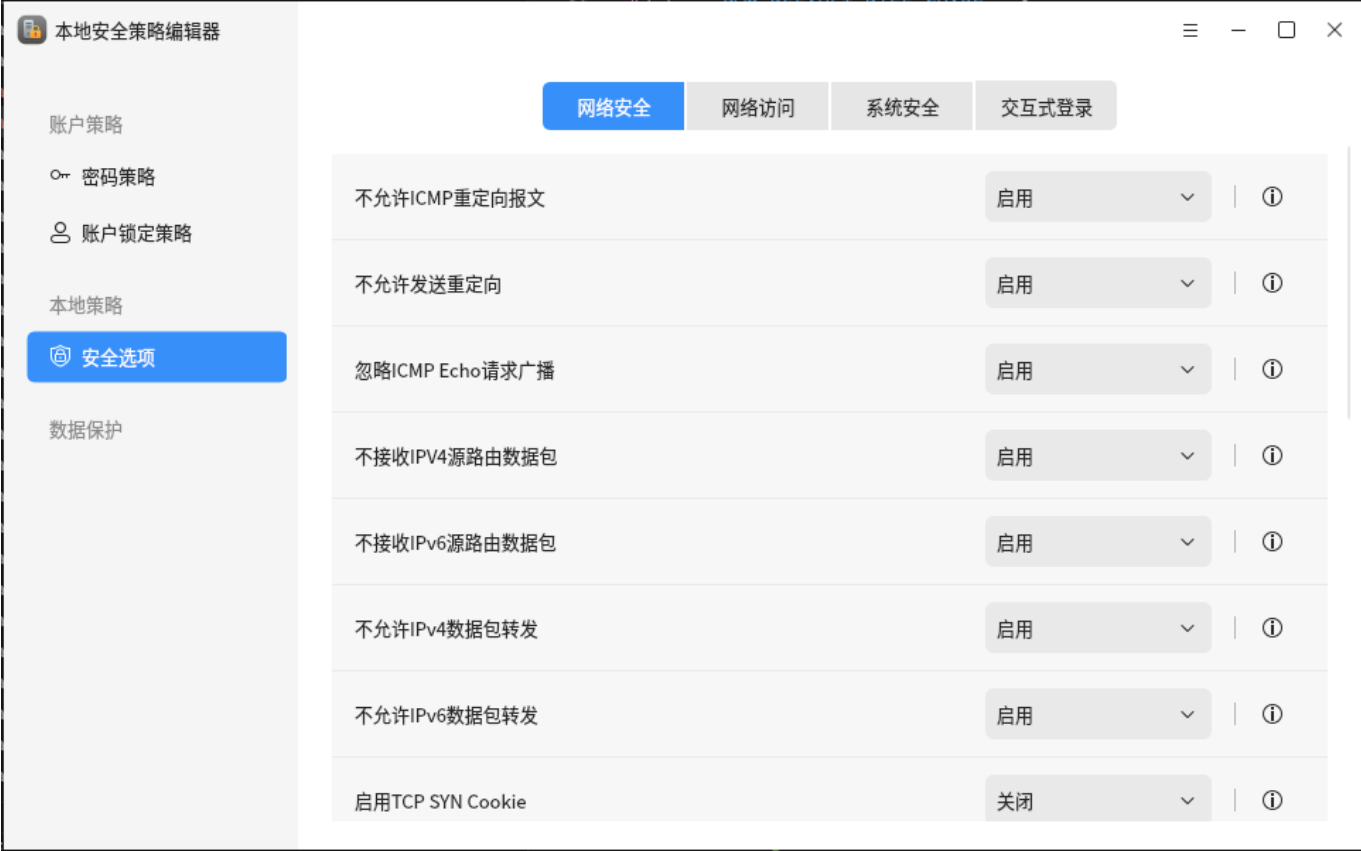 本地安全策略编辑器
账户策略
密码策略
账户锁定策略
本地策略
安全选项
数据保护
网络安全 网络访问 系统安全 交互式登录
不允许ICMP重定向报文 启用
不允许发送重定向 启用
忽略ICMP Echo请求广播 启用
不接收IPV4源路由数据包 启用
不接收IPv6源路由数据包 启用
不允许IPv4数据包转发 启用
不允许IPv6数据包转发 启用
启用TCP SYN Cookie 关闭